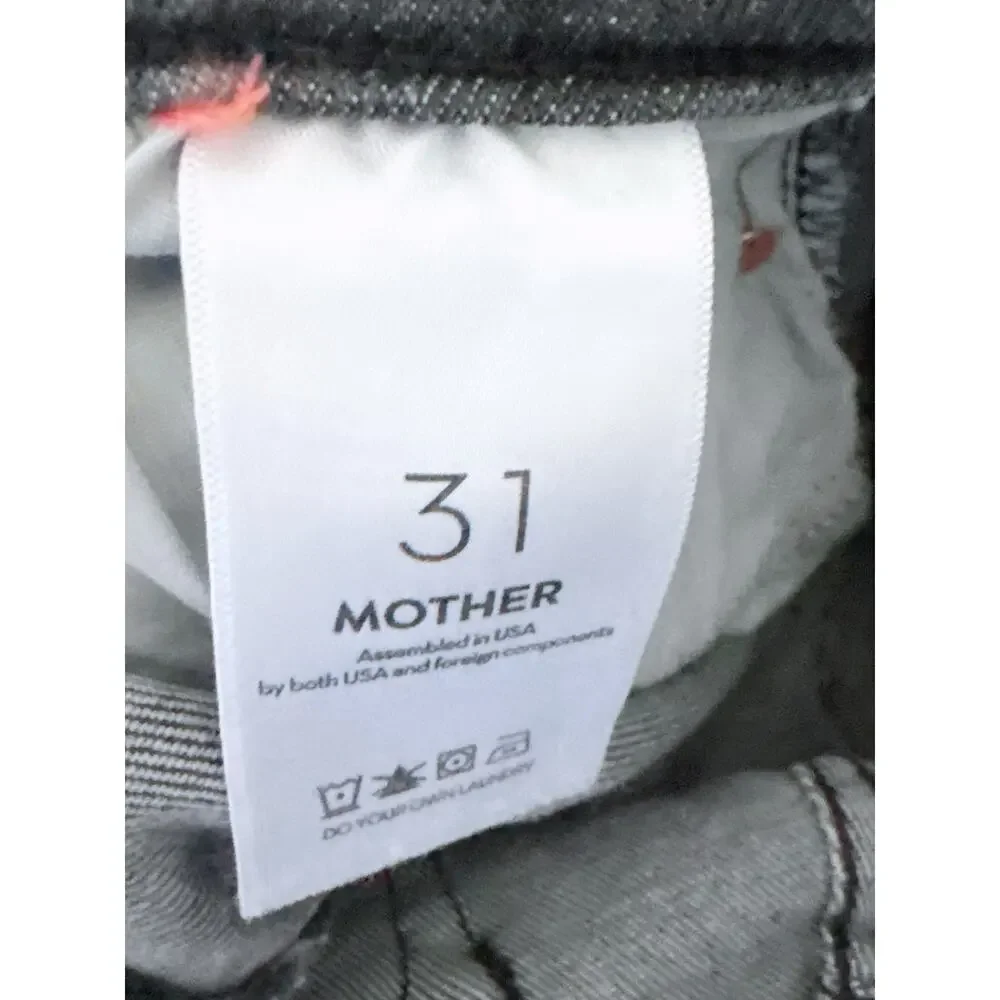 31
MOTHER
Assembled in USA
by both USA and foreign components
DO YOUR OWN LAUNDRY